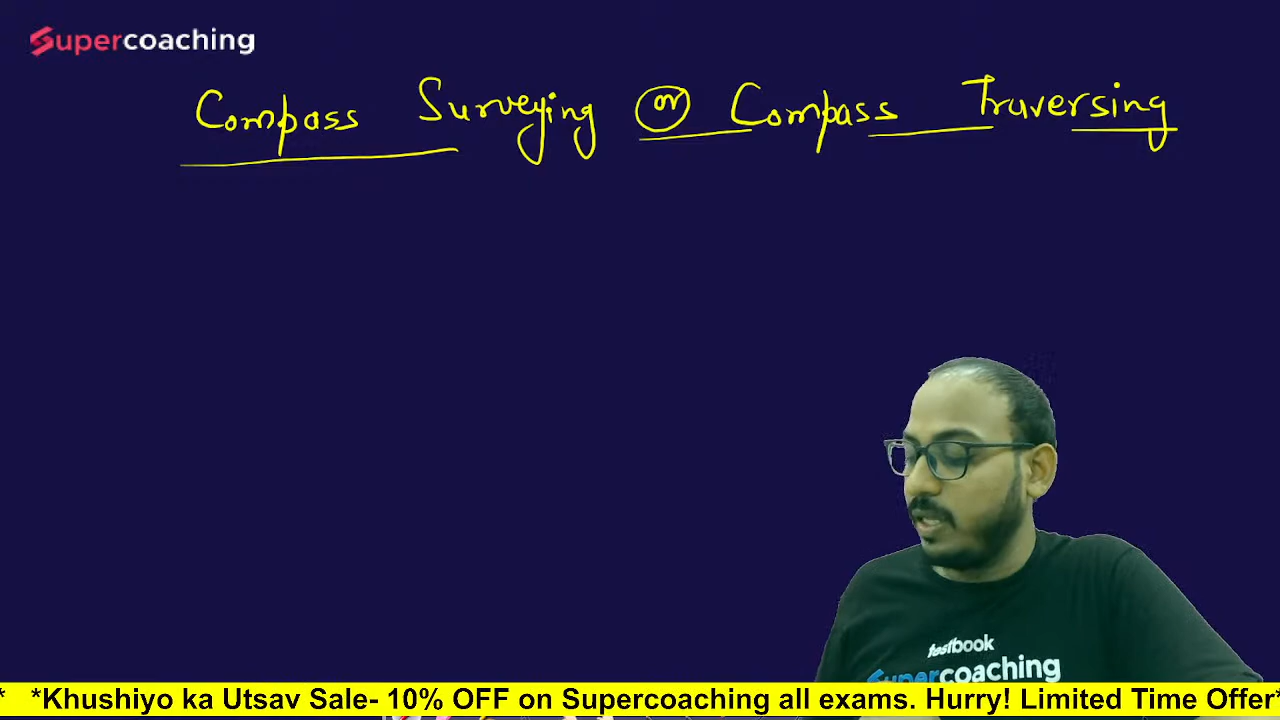 Supercoaching
Compass Surveying or Compass Traversing
testbook
Supercoaching
* *Khushiyo ka Utsav Sale- 10% OFF on Supercoaching all exams. Hurry! Limited Time Offer*